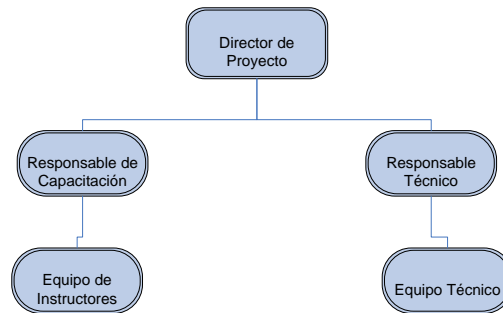 Director de
Proyecto
Responsable de
Capacitación
Responsable
Técnico
Equipo de
Instructores
Equipo Técnico